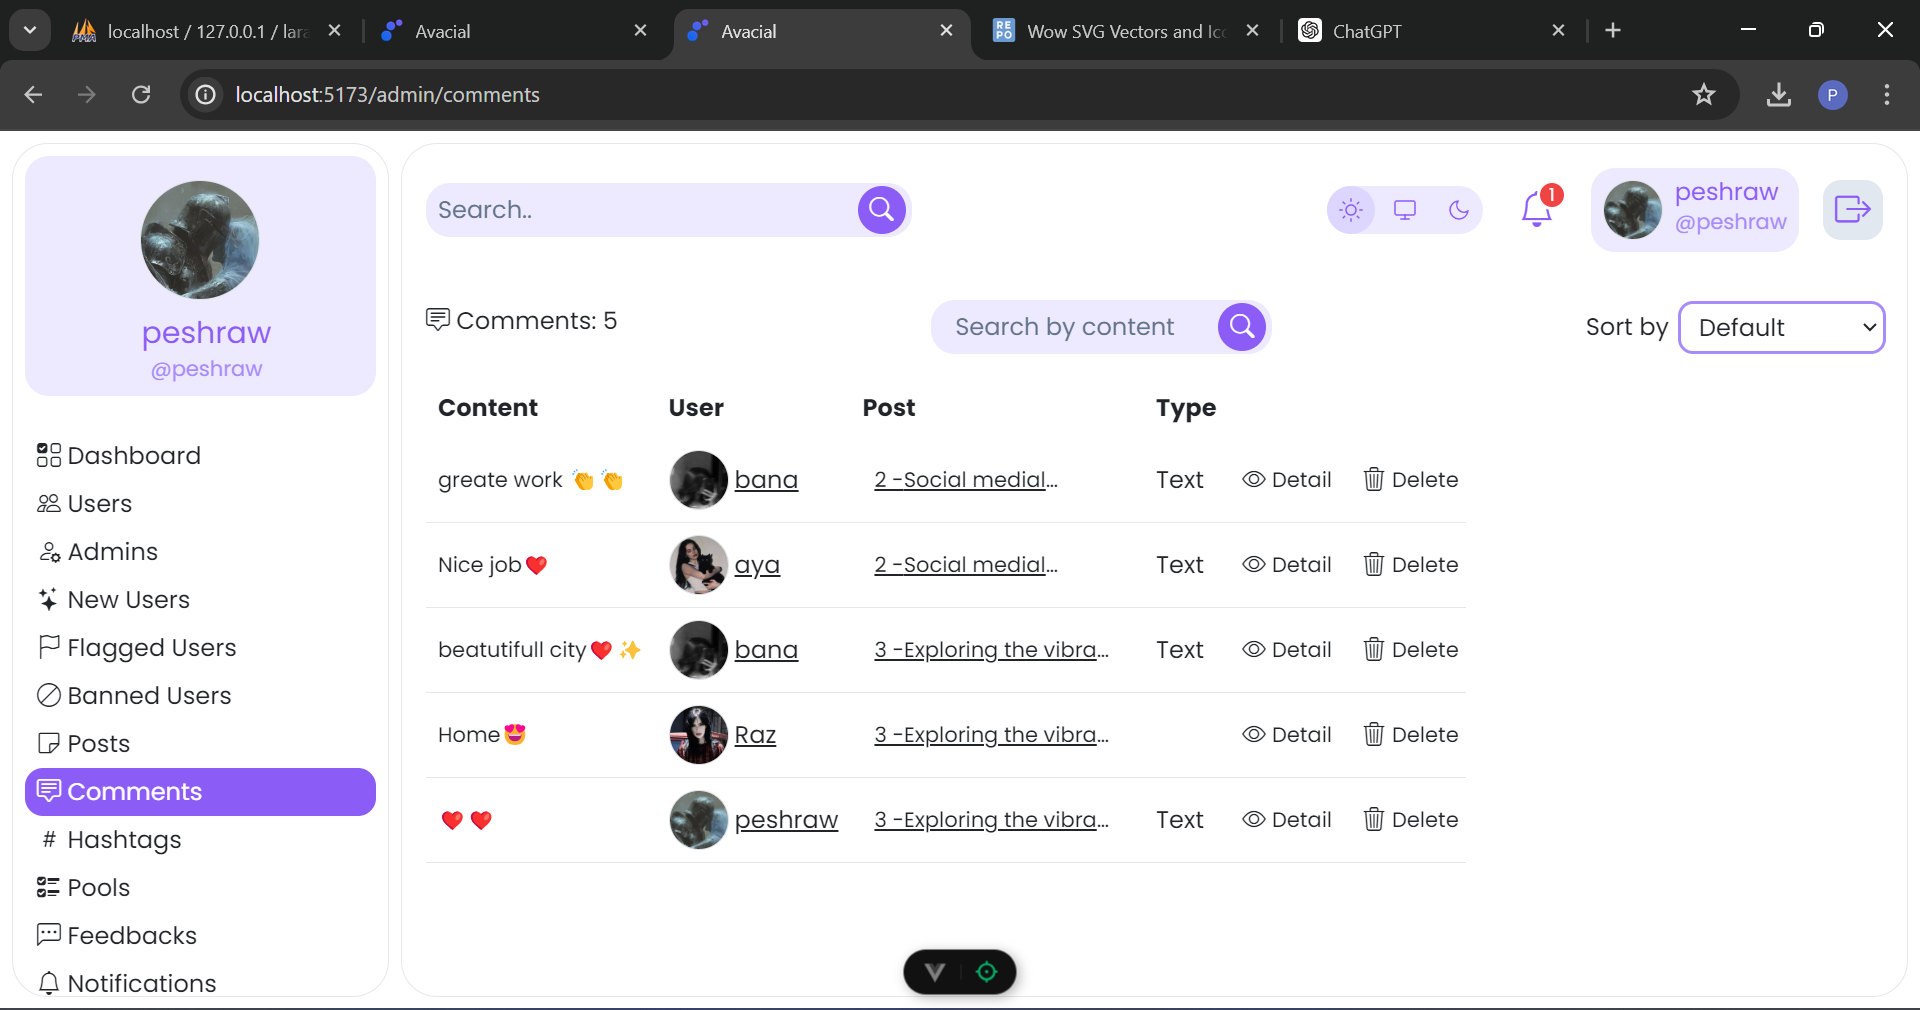 localhost / 127.0.0.1 / lara
Avacial
Avacial
Wow SVG Vectors and Ico
ChatGPT
localhost:5173/admin/comments
P
peshraw
@peshraw
Dashboard
Users
Admins
New Users
Flagged Users
Banned Users
Posts
Comments
# Hashtags
Pools
Feedbacks
Notifications
Search..
1
peshraw
@peshraw
Comments: 5
Search by content
Sort by
Default
Content User Post Type
greate work 👏 👏 bana 2 -Social medial... Text Detail Delete
Nice job❤️ aya 2 -Social medial... Text Detail Delete
beatutifull city❤️ ✨ bana 3 -Exploring the vibra... Text Detail Delete
Home😍 Raz 3 -Exploring the vibra... Detail Delete
❤️ ❤️ peshraw 3 -Exploring the vibra... Text Detail Delete